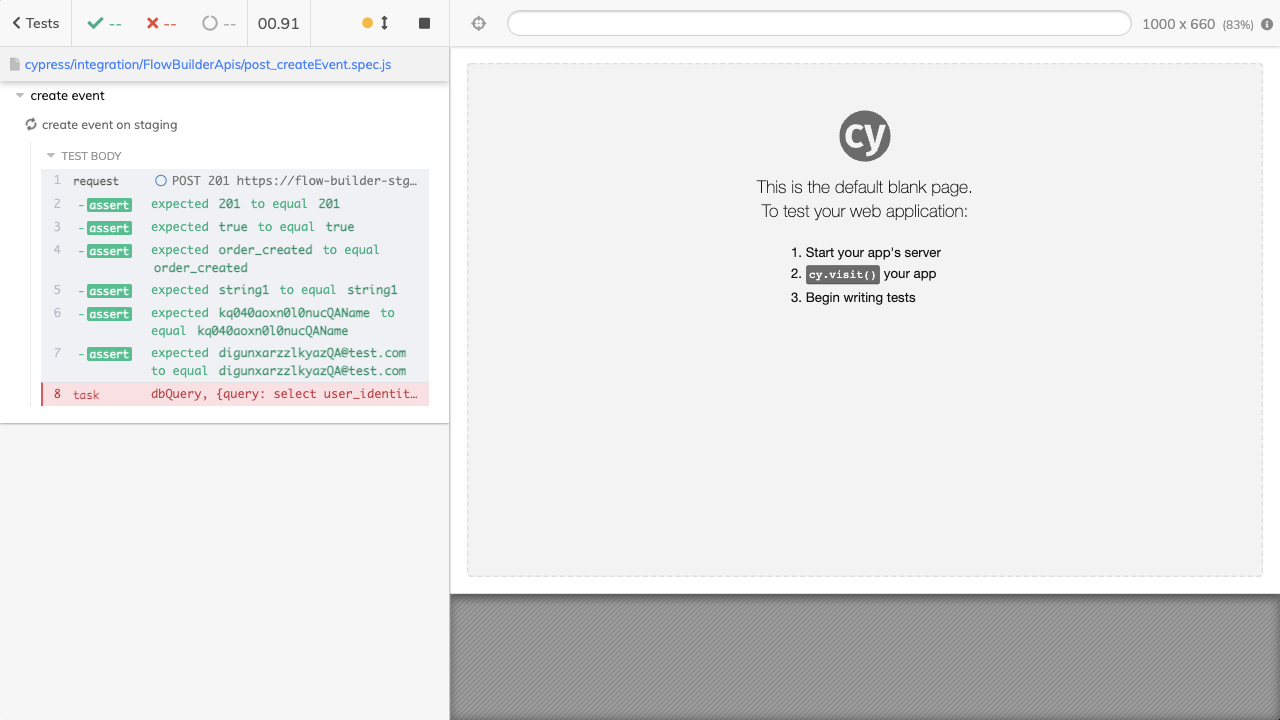 Tests
--
--
--
00.91
1000 x 660 (83%)
cypress/integration/FlowBuilderApis/post_createEvent.spec.js
create event
create event on staging
TEST BODY
1 request POST 201 https://flow-builder-stg…
2 -assert expected 201 to equal 201
3 -assert expected true to equal true
4 -assert expected order_created to equal
order_created
5 -assert expected string1 to equal string1
6 -assert expected kq040aoxn0l0nucQAName to
equal kq040aoxn0l0nucQAName
7 -assert expected digunxarzzlkyazQA@test.com
to equal digunxarzzlkyazQA@test.com
8 task dbQuery, {query: select user_identit…
cy
This is the default blank page.
To test your web application:
1. Start your app's server
2. cy.visit() your app
3. Begin writing tests